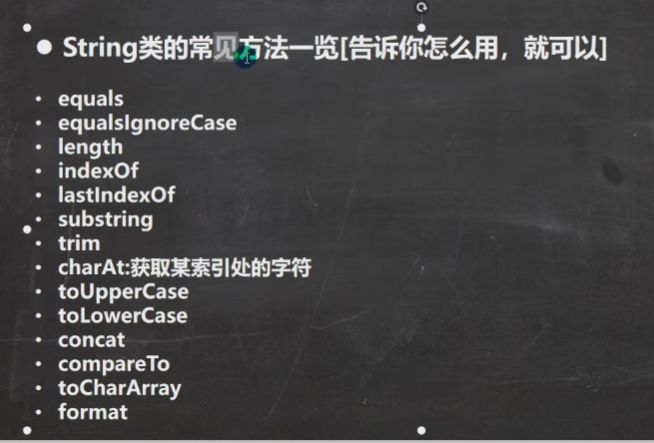 ● String类的常见方法一览[告诉你怎么用，就可以]
• equals
• equalsIgnoreCase
• length
• indexOf
• lastIndexOf
• substring
• trim
• charAt:获取某索引处的字符
• toUpperCase
• toLowerCase
• concat
• compareTo
• toCharArray
• format